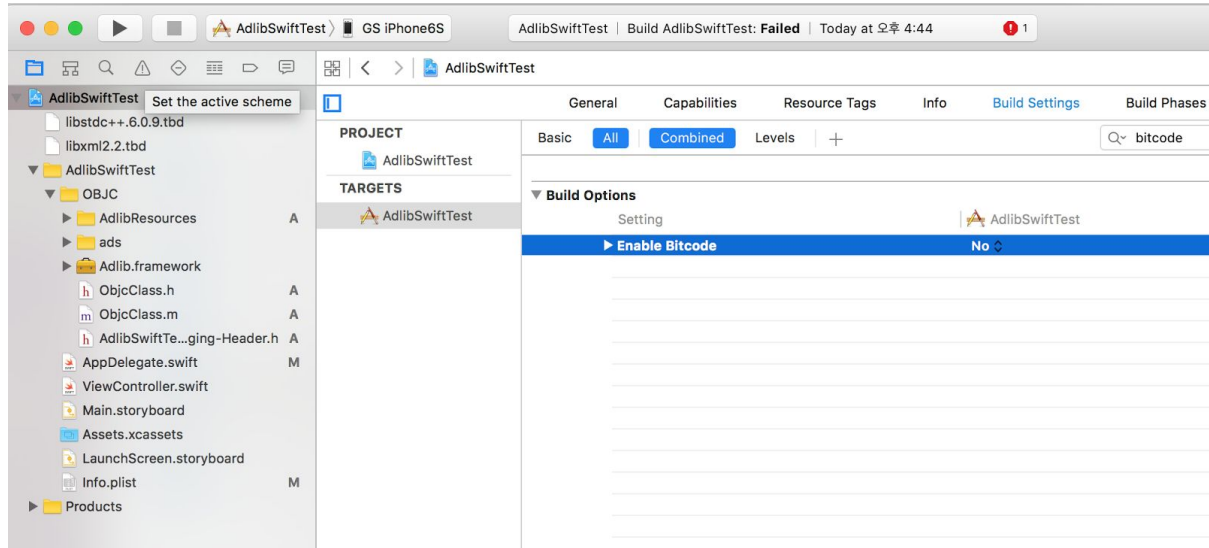 AdlibSwiftTest GS iPhone6S AdlibSwiftTest | Build AdlibSwiftTest: Failed | Today at 오후 4:44 1
AdlibSwiftTest
AdlibSwiftTest
Set the active scheme
libstdc++.6.0.9.tbd
libxml2.2.tbd
AdlibSwiftTest
OBJC
AdlibResources A
ads
Adlib.framework
h ObjcClass.h A
m ObjcClass.m A
h AdlibSwiftTe...ging-Header.h A
AppDelegate.swift M
ViewController.swift
Main.storyboard
Assets.xcassets
LaunchScreen.storyboard
Info.plist M
Products
General Capabilities Resource Tags Info Build Settings Build Phases
PROJECT
AdlibSwiftTest
TARGETS
AdlibSwiftTest
Basic All Combined Levels + bitcode
Build Options
Setting AdlibSwiftTest
Enable Bitcode No